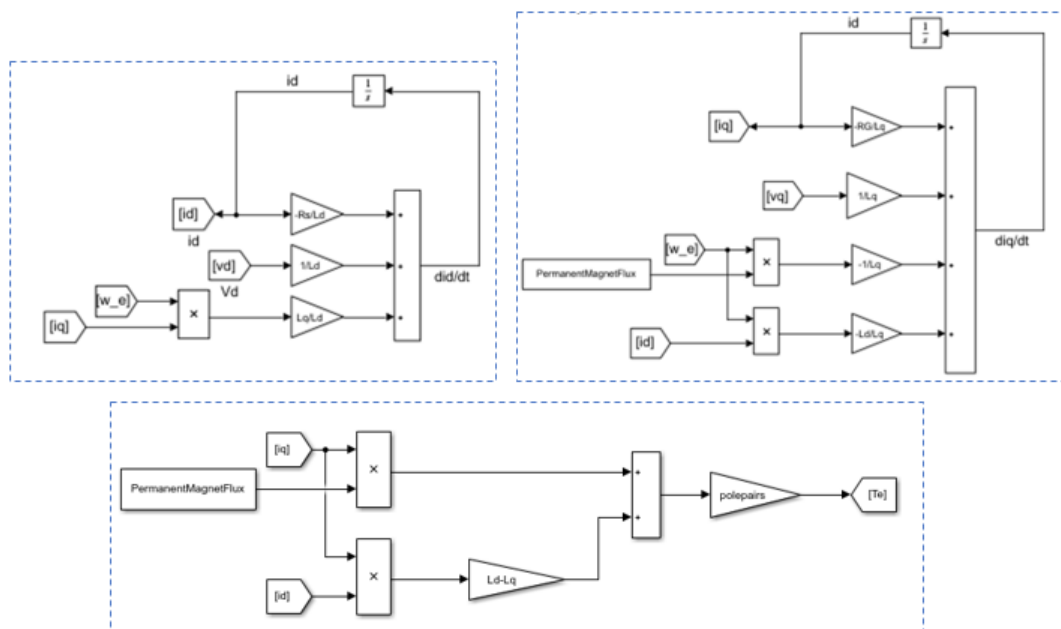 id
1/s
[id]
id
-Rs/Ld
[vd]
Vd
1/Ld
did/dt
[w_e]
×
[iq]
Lq/Ld
id
1/s
[iq]
-RG/Lq
[vq]
1/Lq
diq/dt
[w_e]
×
-1/Lq
PermanentMagnetFlux
×
-Ld/Lq
[id]
[iq]
×
PermanentMagnetFlux
+
+
polepairs
[Te]
×
Ld-Lq
[id]